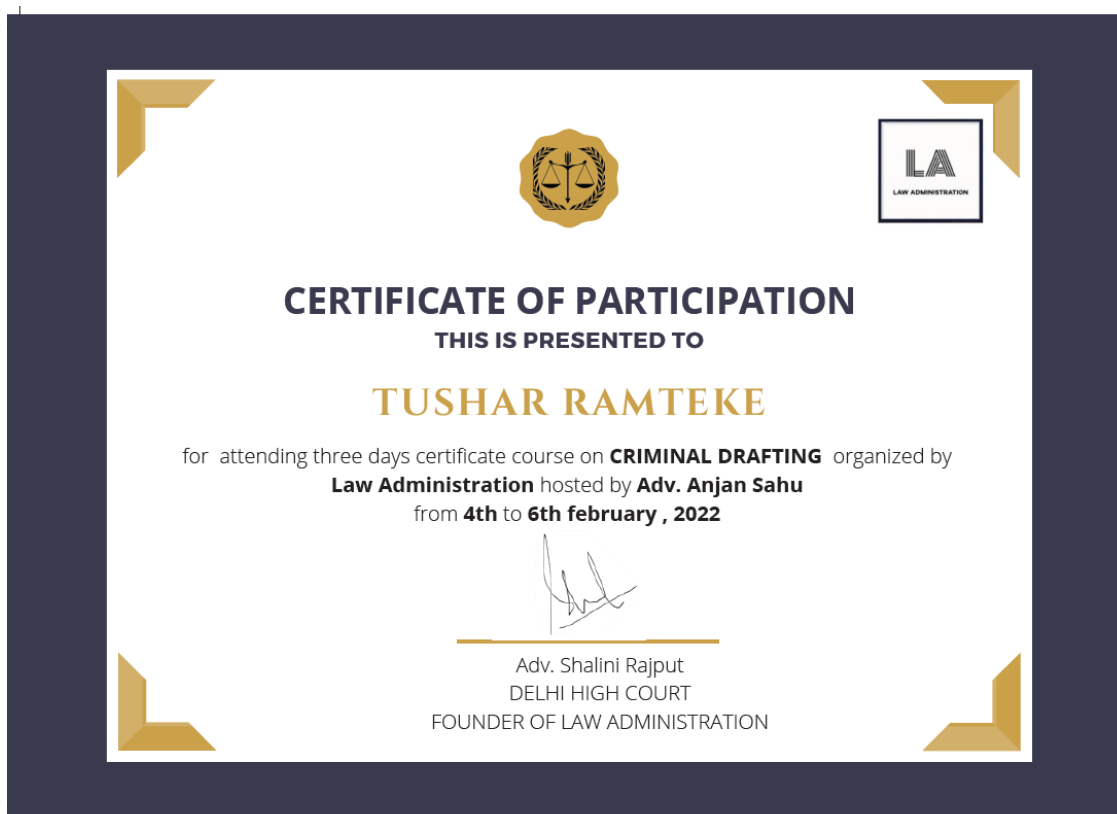 LA
LAW ADMINISTRATION
CERTIFICATE OF PARTICIPATION
THIS IS PRESENTED TO
TUSHAR RAMTEKE
for attending three days certificate course on CRIMINAL DRAFTING organized by
Law Administration hosted by Adv. Anjan Sahu
from 4th to 6th february , 2022
Adv. Shalini Rajput
DELHI HIGH COURT
FOUNDER OF LAW ADMINISTRATION